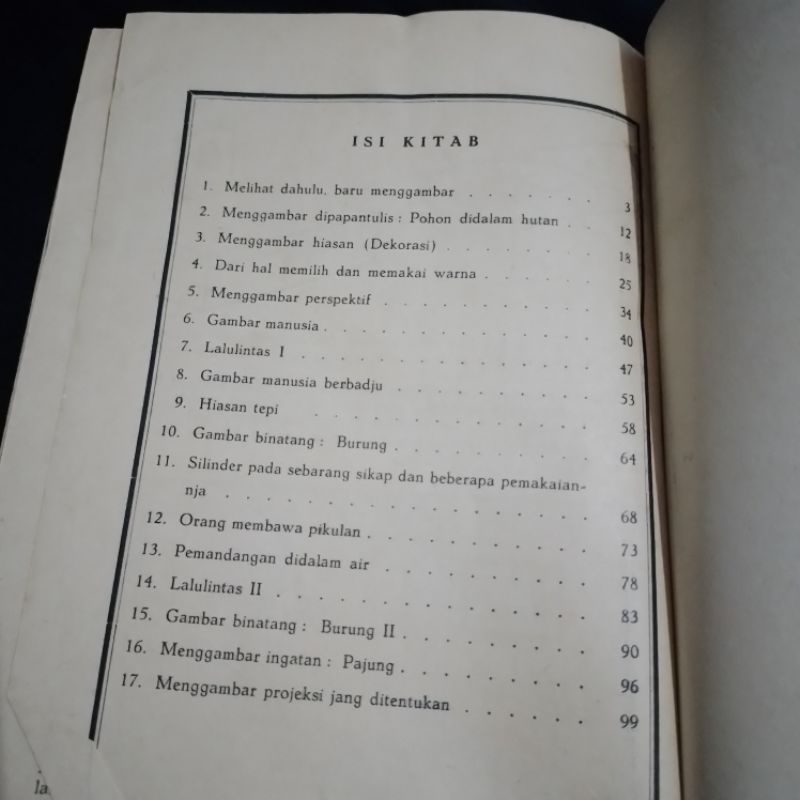 ISI KITAB
1. Melihat dahulu, baru menggambar . . . . . . 3
2. Menggambar dipapantulis : Pohon didalam hutan . . 12
3. Menggambar hiasan (Dekorasi) . . . . . . . 18
4. Dari hal memilih dan memakai warna . . . . . 25
5. Menggambar perspektif . . . . . . . . . 34
6. Gambar manusia . . . . . . . . . . . 40
7. Lalulintas I . . . . . . . . . . . . 47
8. Gambar manusia berbadju . . . . . . . . 53
9. Hiasan tepi . . . . . . . . . . . 58
10. Gambar binatang : Burung . . . . . . . . 64
11. Silinder pada sebarang sikap dan beberapa pemakaian-
nja . . . . . . . . . . . . . . 68
12. Orang membawa pikulan . . . . . . . . . 73
13. Pemandangan didalam air . . . . . . . . 78
14. Lalulintas II . . . . . . . . . . . . 83
15. Gambar binatang : Burung II . . . . . . . 90
16. Menggambar ingatan : Pajung . . . . . . . 96
17. Menggambar projeksi jang ditentukan . . . . . 99
la